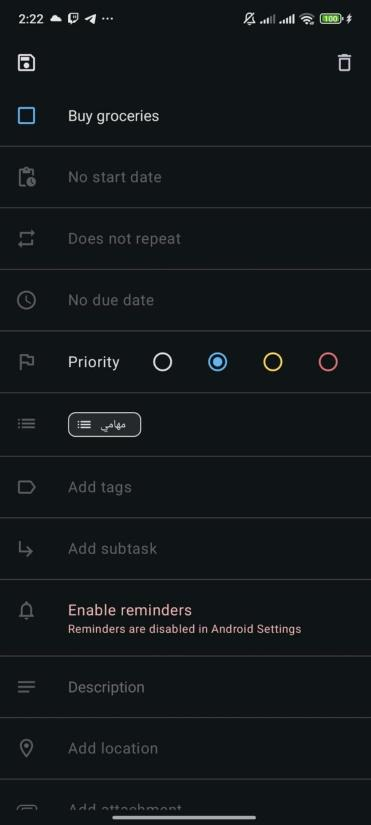 2:22
100
Buy groceries
No start date
Does not repeat
No due date
Priority
مهامي
Add tags
Add subtask
Enable reminders
Reminders are disabled in Android Settings
Description
Add location
Add attachment